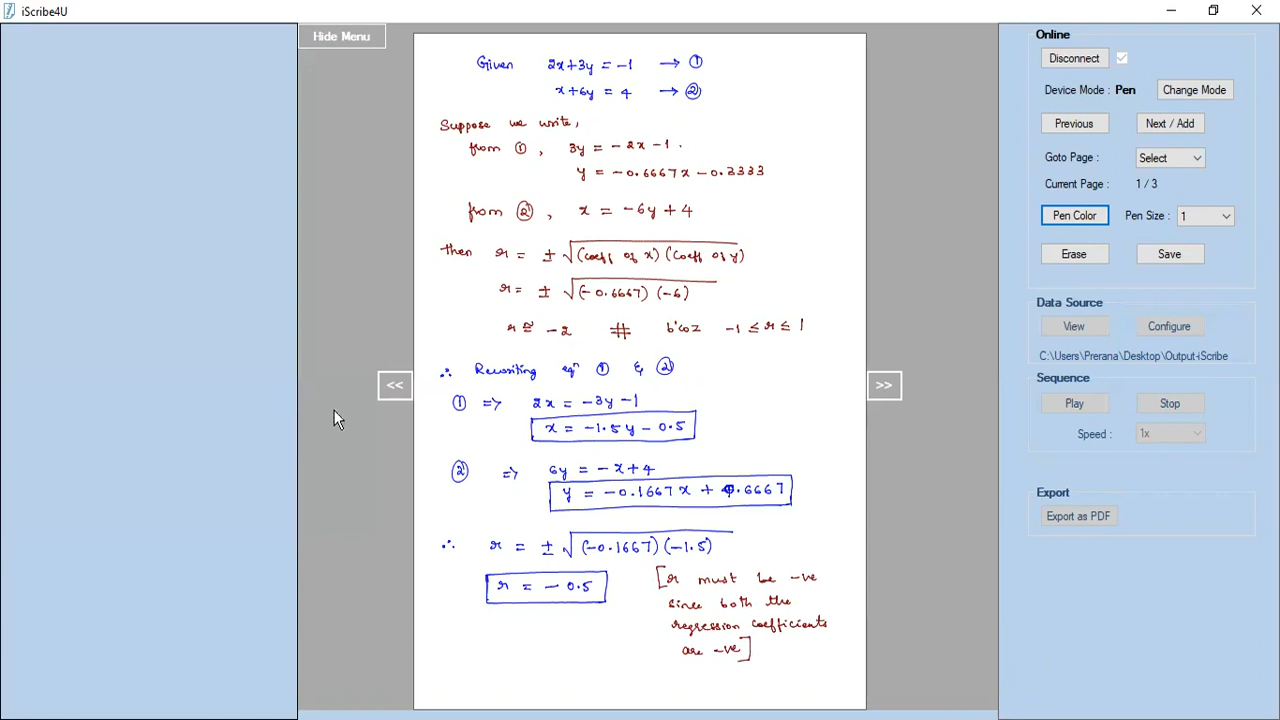 iScribe4U
Hide Menu
Given 2x+3y = -1 → ①
x+6y = 4 → ②
Suppose we write,
from ①, 3y = -2x-1.
y = -0.6667x - 0.3333
from ②, x = -6y+4
then r = ± √(coeff of x) (coeff of y)
r = ± √(-0.6667) (-6)
r ≅ -2 # b'coz -1 ≤ r ≤ 1
∴ Rewriting eqⁿ ① & ②
① => 2x = -3y-1
x = -1.5y - 0.5
② => 6y = -x+4
y = -0.1667x + 0.6667
∴ r = ± √(-0.1667)(-1.5)
r = -0.5
[r must be -ve
since both the
regression coefficients
are -ve]
<<
>>
Online
Disconnect
Device Mode : Pen Change Mode
Previous Next / Add
Goto Page : Select
Current Page : 1 / 3
Pen Color Pen Size : 1
Erase Save
Data Source
View Configure
C:\Users\Prerana\Desktop\Output-iScribe
Sequence
Play Stop
Speed : 1x
Export
Export as PDF